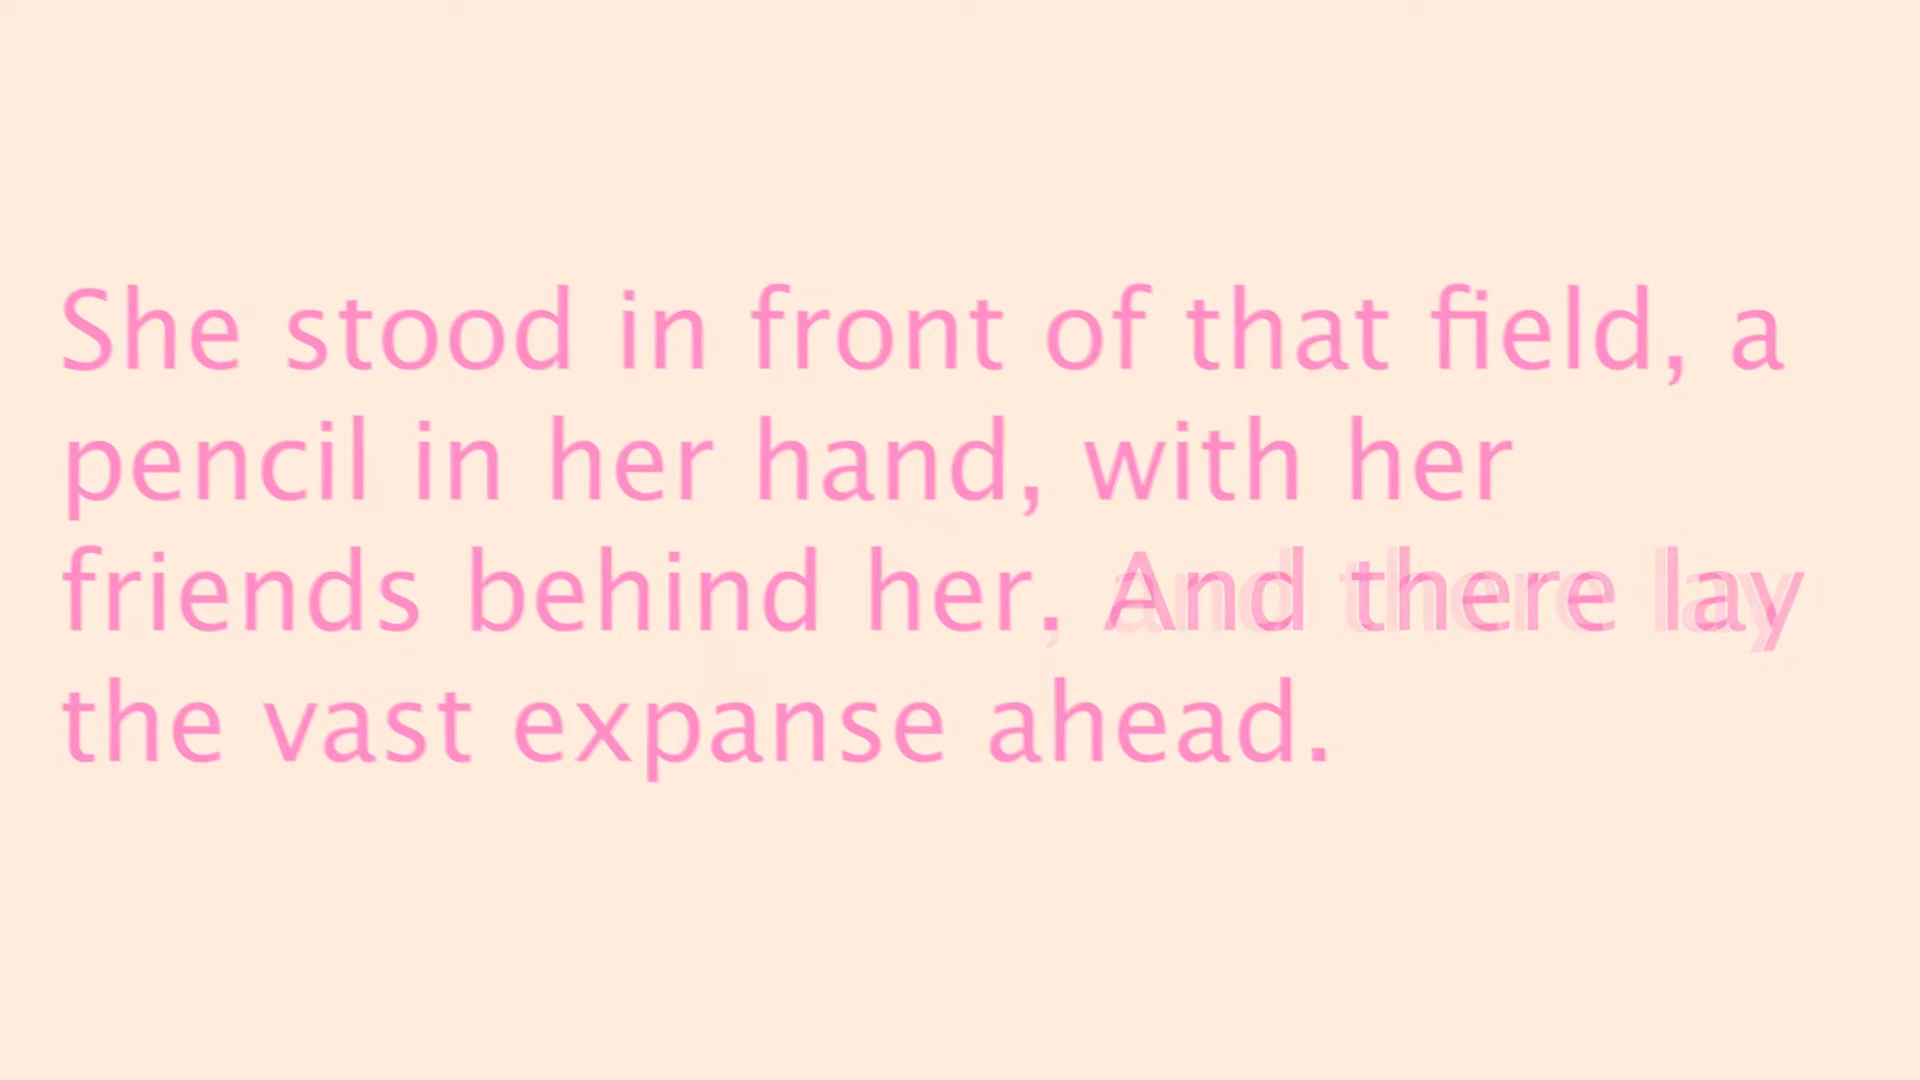 She stood in front of that field, a
pencil in her hand, with her
friends behind her. And there lay
the vast expanse ahead.